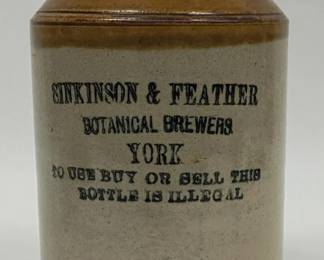 SINKINSON & FEATHER
BOTANICAL BREWERS
YORK
TO USE BUY OR SELL THIS
BOTTLE IS ILLEGAL